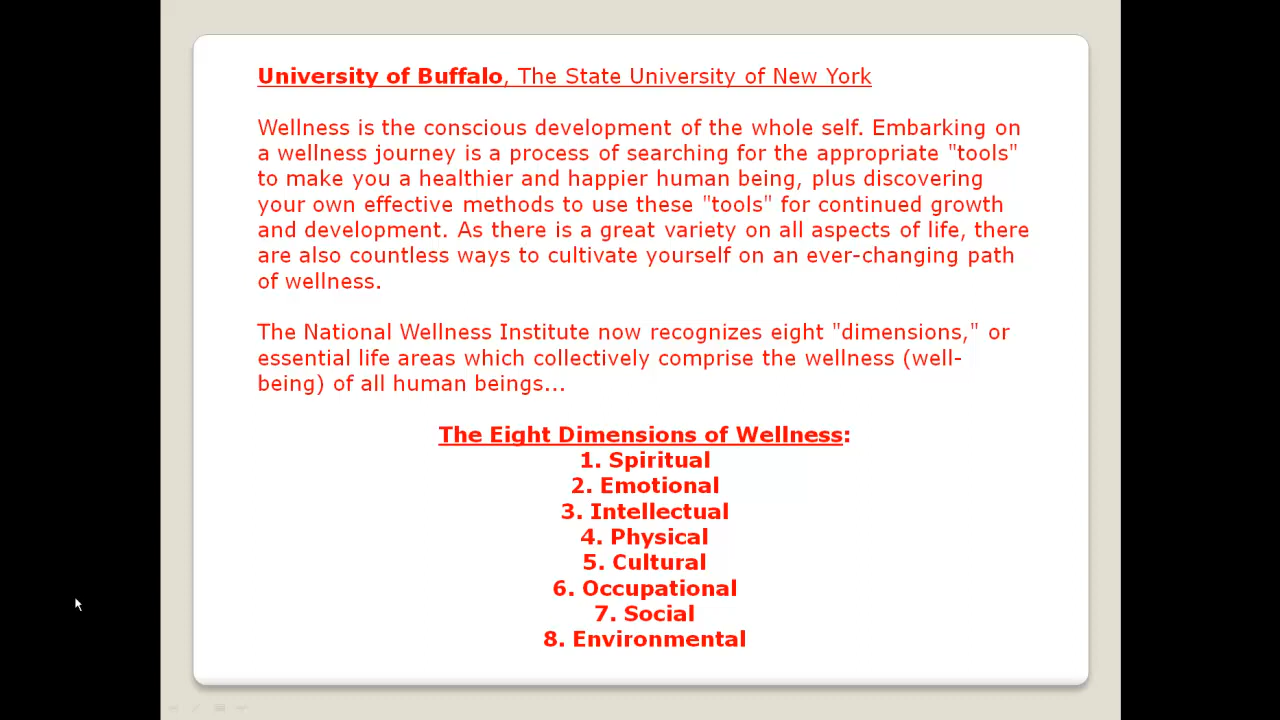 University of Buffalo, The State University of New York
Wellness is the conscious development of the whole self. Embarking on
a wellness journey is a process of searching for the appropriate "tools"
to make you a healthier and happier human being, plus discovering
your own effective methods to use these "tools" for continued growth
and development. As there is a great variety on all aspects of life, there
are also countless ways to cultivate yourself on an ever-changing path
of wellness.
The National Wellness Institute now recognizes eight "dimensions," or
essential life areas which collectively comprise the wellness (well-
being) of all human beings...
The Eight Dimensions of Wellness:
1. Spiritual
2. Emotional
3. Intellectual
4. Physical
5. Cultural
6. Occupational
7. Social
8. Environmental